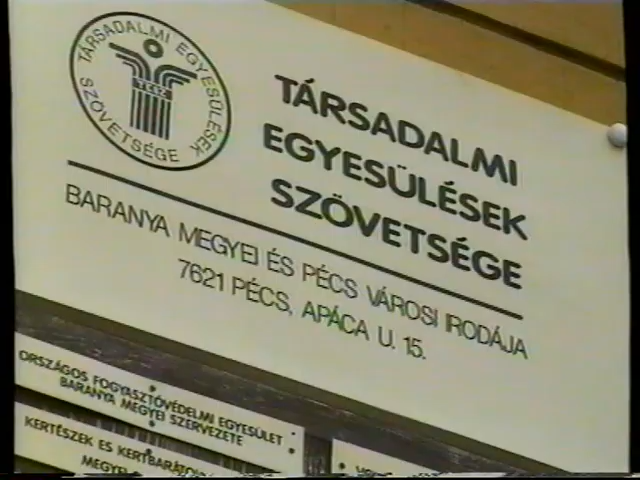 TÁRSADALMI EGYESÜLÉSEK SZÖVETSÉGE
TESZ
TÁRSADALMI
EGYESÜLÉSEK
SZÖVETSÉGE
BARANYA MEGYEI ÉS PÉCS VÁROSI IRODÁJA
7621 PÉCS, APÁCA U. 15.
ORSZÁGOS FOGYASZTÓVÉDELMI EGYESÜLET
BARANYA MEGYEI SZERVEZETE
KERTÉSZEK ES KERTBARÁTOK